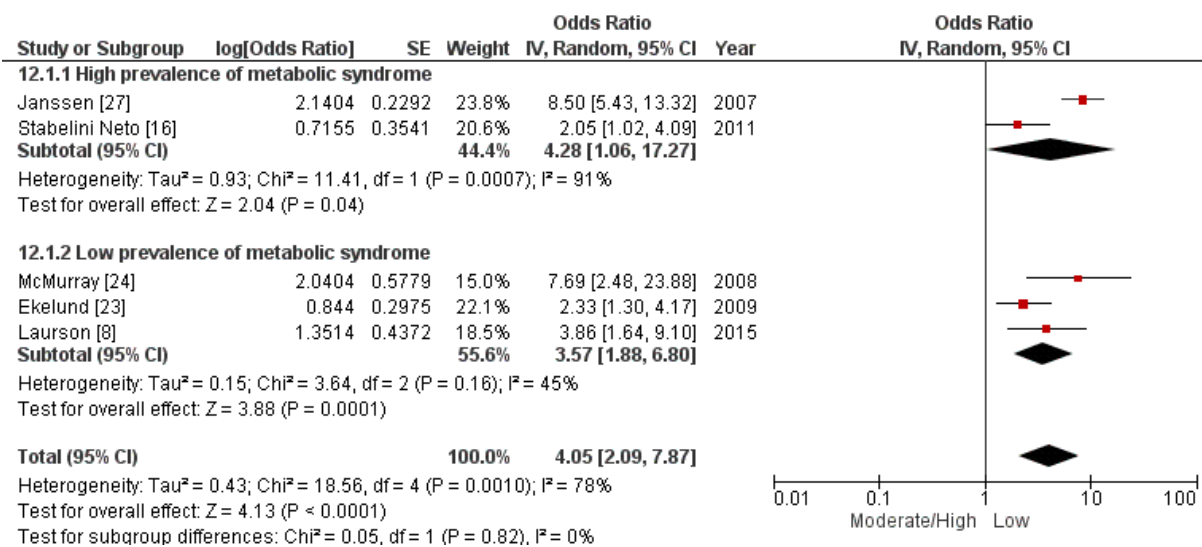 Odds Ratio Odds Ratio
Study or Subgroup log[Odds Ratio] SE Weight IV, Random, 95% CI Year IV, Random, 95% CI
12.1.1 High prevalence of metabolic syndrome
Janssen [27] 2.1404 0.2292 23.8% 8.50 [5.43, 13.32] 2007
Stabelini Neto [16] 0.7155 0.3541 20.6% 2.05 [1.02, 4.09] 2011
Subtotal (95% CI) 44.4% 4.28 [1.06, 17.27]
Heterogeneity: Tau² = 0.93; Chi² = 11.41, df = 1 (P = 0.0007); I² = 91%
Test for overall effect: Z = 2.04 (P = 0.04)
12.1.2 Low prevalence of metabolic syndrome
McMurray [24] 2.0404 0.5779 15.0% 7.69 [2.48, 23.88] 2008
Ekelund [23] 0.844 0.2975 22.1% 2.33 [1.30, 4.17] 2009
Laurson [8] 1.3514 0.4372 18.5% 3.86 [1.64, 9.10] 2015
Subtotal (95% CI) 55.6% 3.57 [1.88, 6.80]
Heterogeneity: Tau² = 0.15; Chi² = 3.64, df = 2 (P = 0.16); I² = 45%
Test for overall effect: Z = 3.88 (P = 0.0001)
Total (95% CI) 100.0% 4.05 [2.09, 7.87]
Heterogeneity: Tau² = 0.43; Chi² = 18.56, df = 4 (P = 0.0010); I² = 78%
Test for overall effect: Z = 4.13 (P < 0.0001)
Test for subgroup differences: Chi² = 0.05, df = 1 (P = 0.82), I² = 0%
0.01 0.1 1 10 100
Moderate/High Low